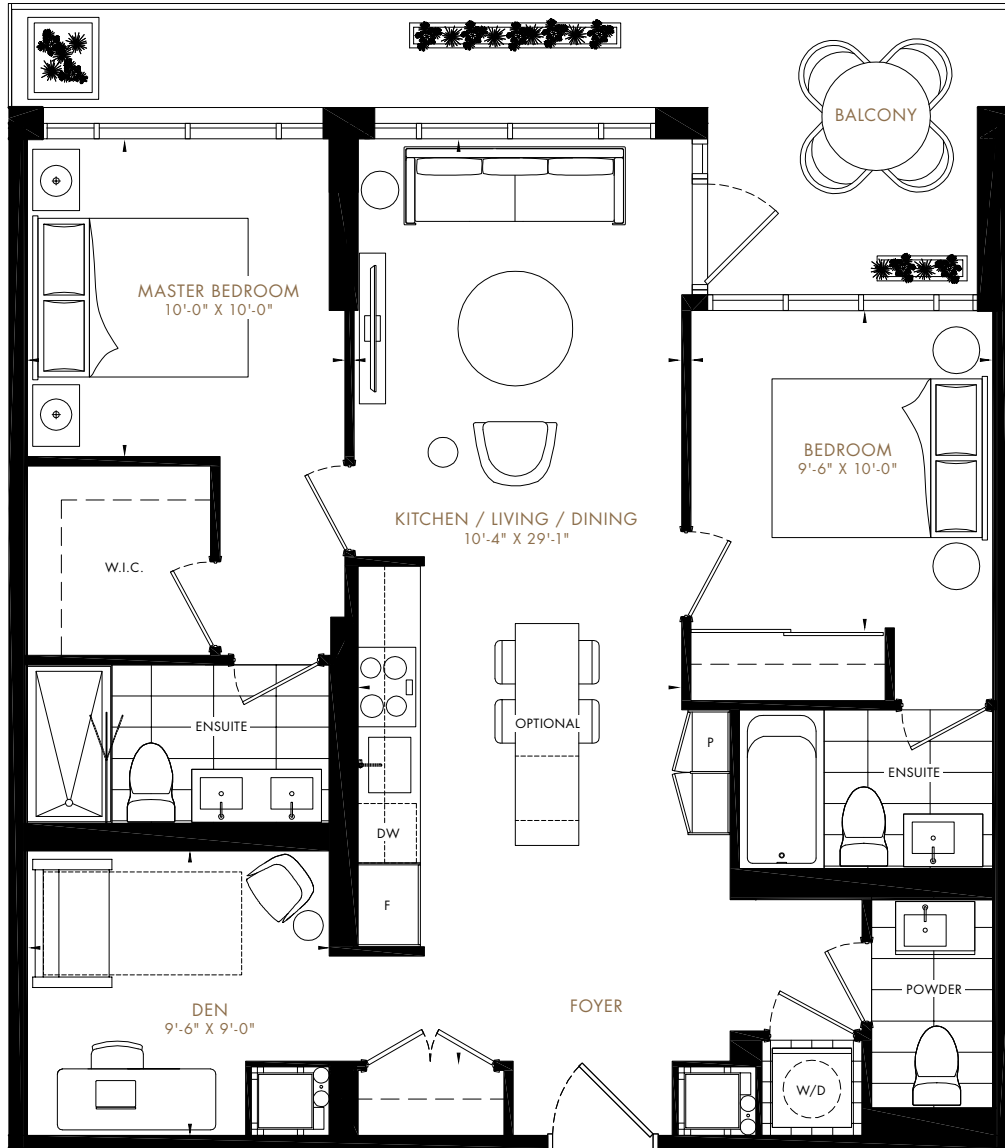 BALCONY
MASTER BEDROOM
10'-0" X 10'-0"
BEDROOM
9'-6" X 10'-0"
KITCHEN / LIVING / DINING
10'-4" X 29'-1"
W.I.C.
ENSUITE
OPTIONAL
P
ENSUITE
DW
F
POWDER
DEN
9'-6" X 9'-0"
FOYER
W/D